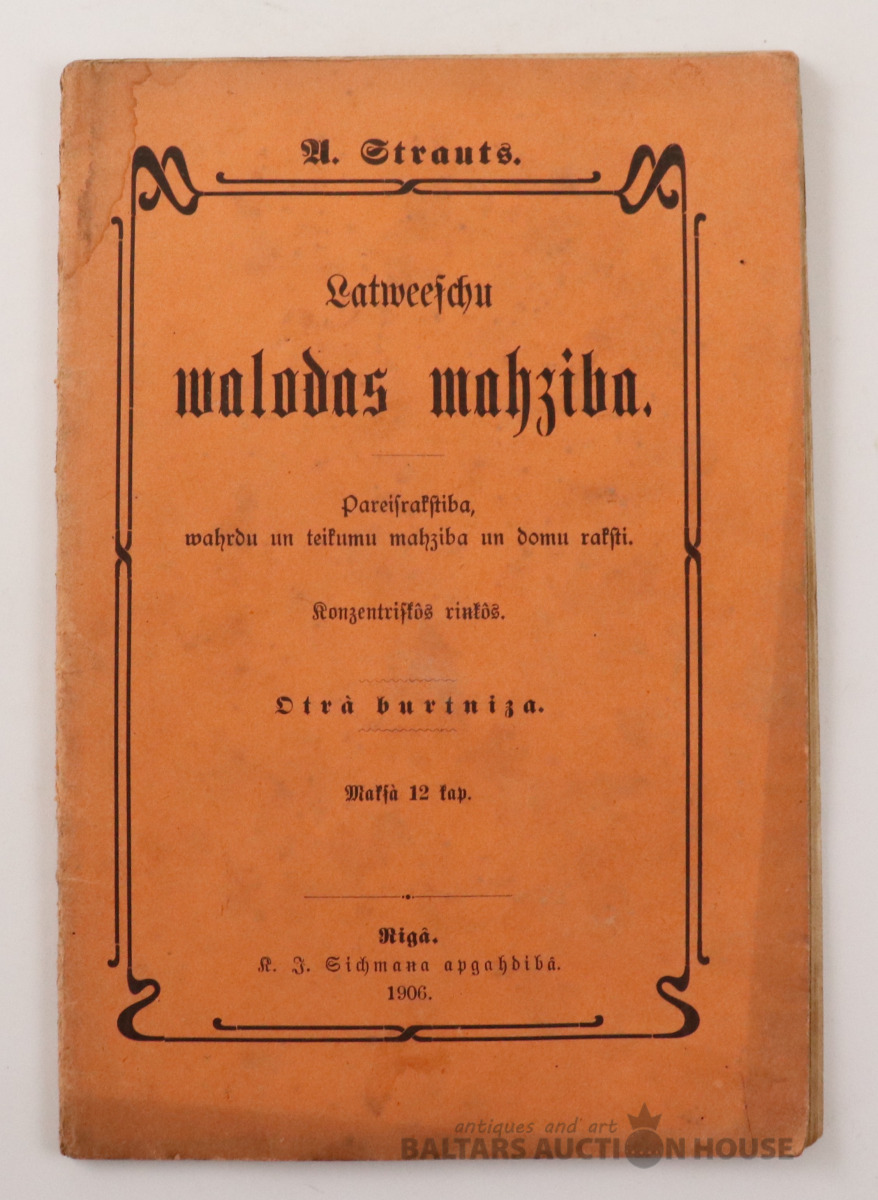 A. Strauts.
Latweeſchu
walodas mahziba.
Pareiſrakſtiba,
wahrdu un teikumu mahziba un domu rakſti.
Konzentriſkôs rinkôs.
Otrà burtniza.
Makſà 12 kap.
Rigâ.
K. J. Sichmana apgahdibâ.
1906.
antiques and art
BALTARS AUCTION HOUSE